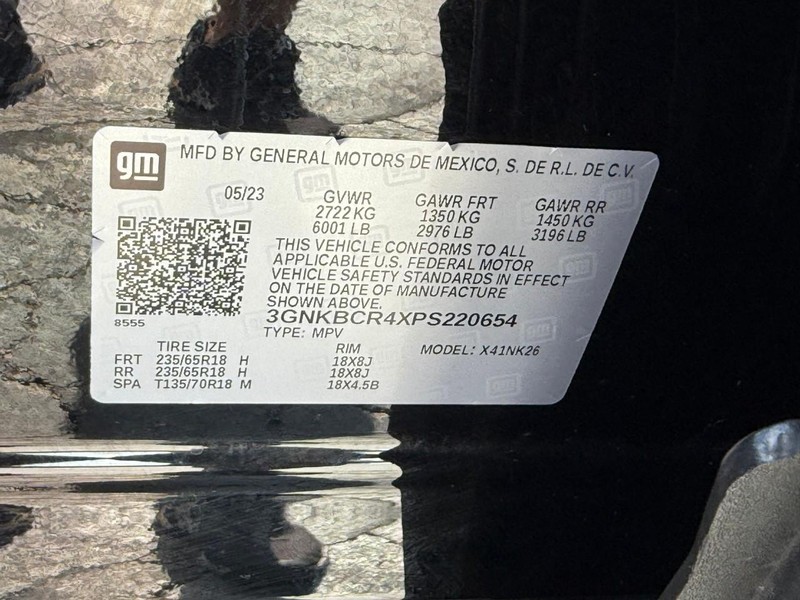 gm MFD BY GENERAL MOTORS DE MEXICO, S. DE R.L. DE C.V.
05/23 GVWR GAWR FRT GAWR RR
2722 KG 1350 KG 1450 KG
6001 LB 2976 LB 3196 LB
THIS VEHICLE CONFORMS TO ALL
APPLICABLE U.S. FEDERAL MOTOR
VEHICLE SAFETY STANDARDS IN EFFECT
ON THE DATE OF MANUFACTURE
SHOWN ABOVE.
8555 3GNKBCR4XPS220654
TYPE: MPV
TIRE SIZE RIM MODEL: X41NK26
FRT 235/65R18 H 18X8J
RR 235/65R18 H 18X8J
SPA T135/70R18 M 18X4.5B